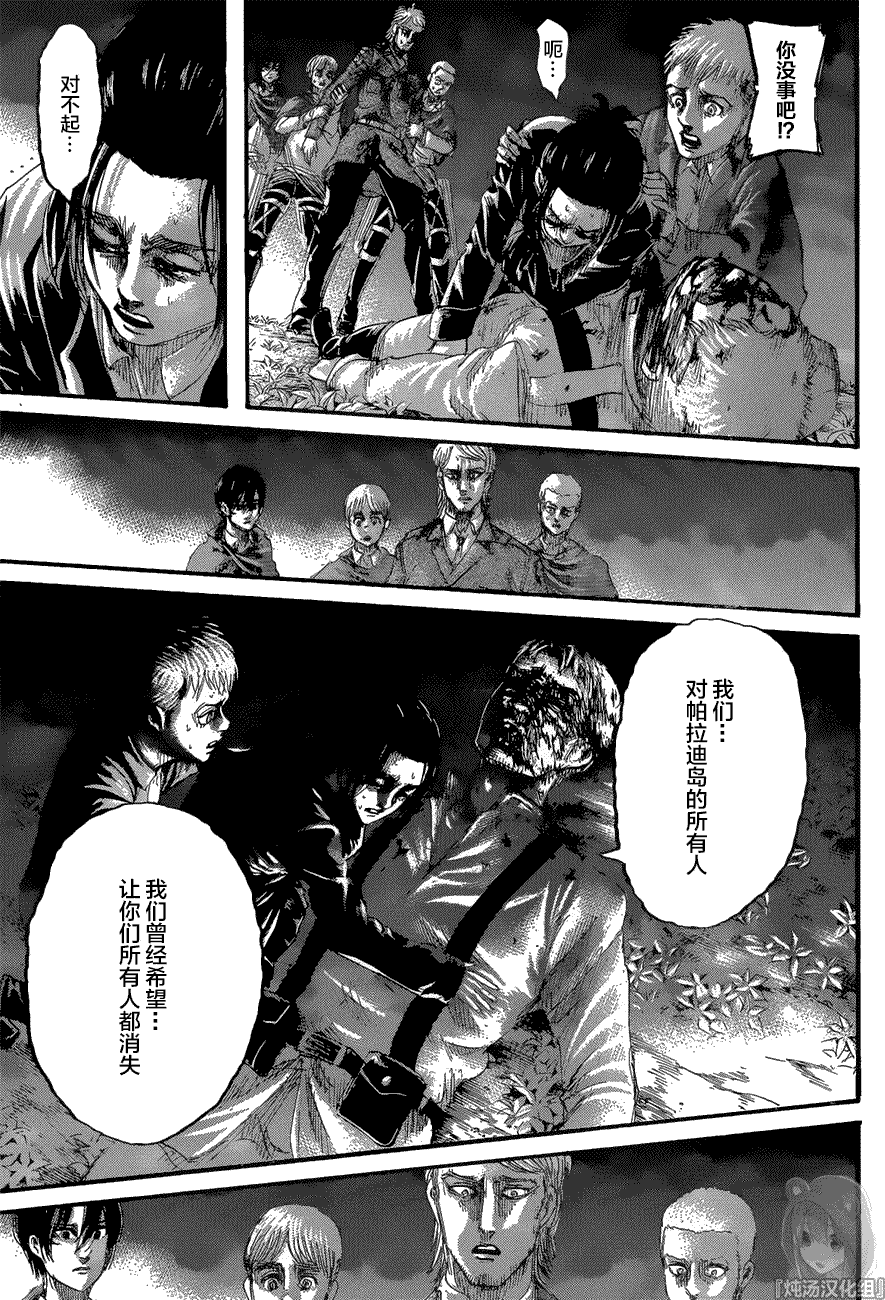 你没事吧!?
呃…
对不起…
我们…
对帕拉迪岛的所有人
我们曾经希望…
让你们所有人都消失
『炖汤汉化组』